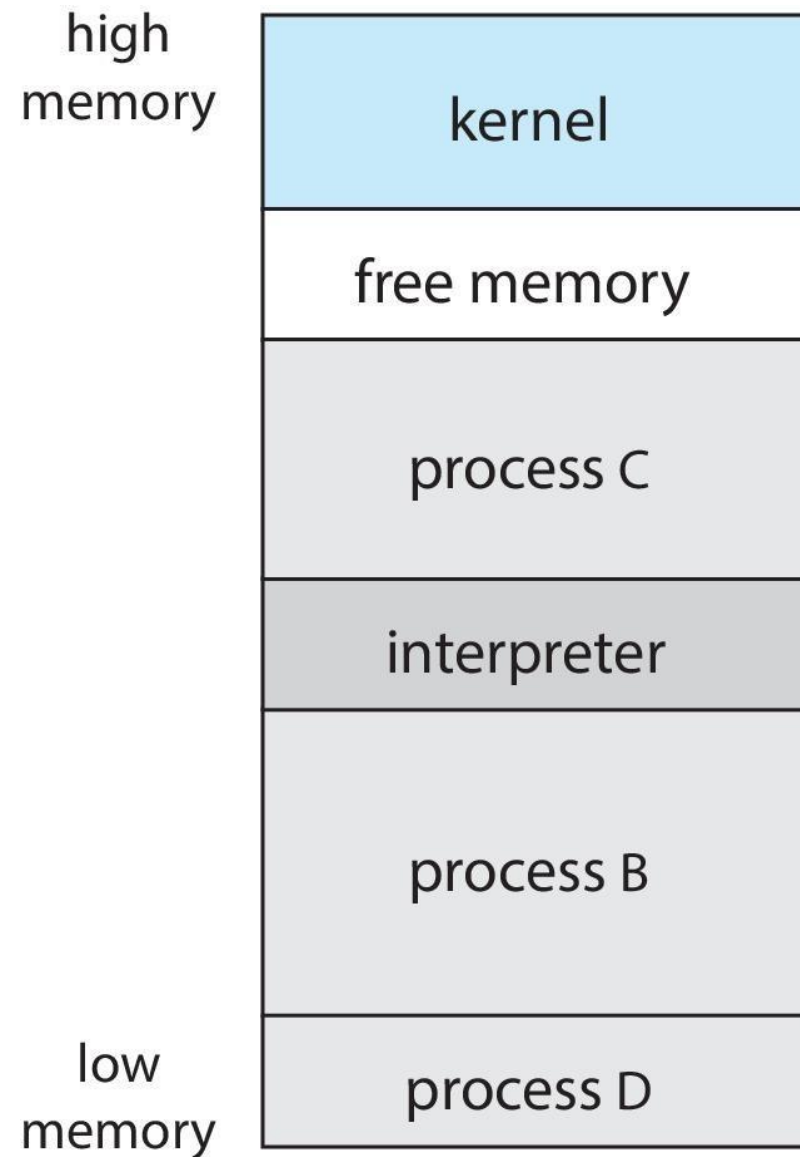 high
memory
kernel
free memory
process C
interpreter
process B
low
memory
process D